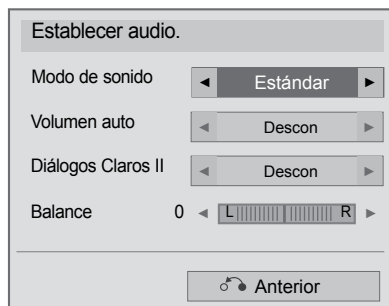 Establecer audio.
Modo de sonido ◄ Estándar ►
Volumen auto ◄ Descon ►
Diálogos Claros II ◄ Descon ►
Balance 0 ◄ L R ►
Anterior